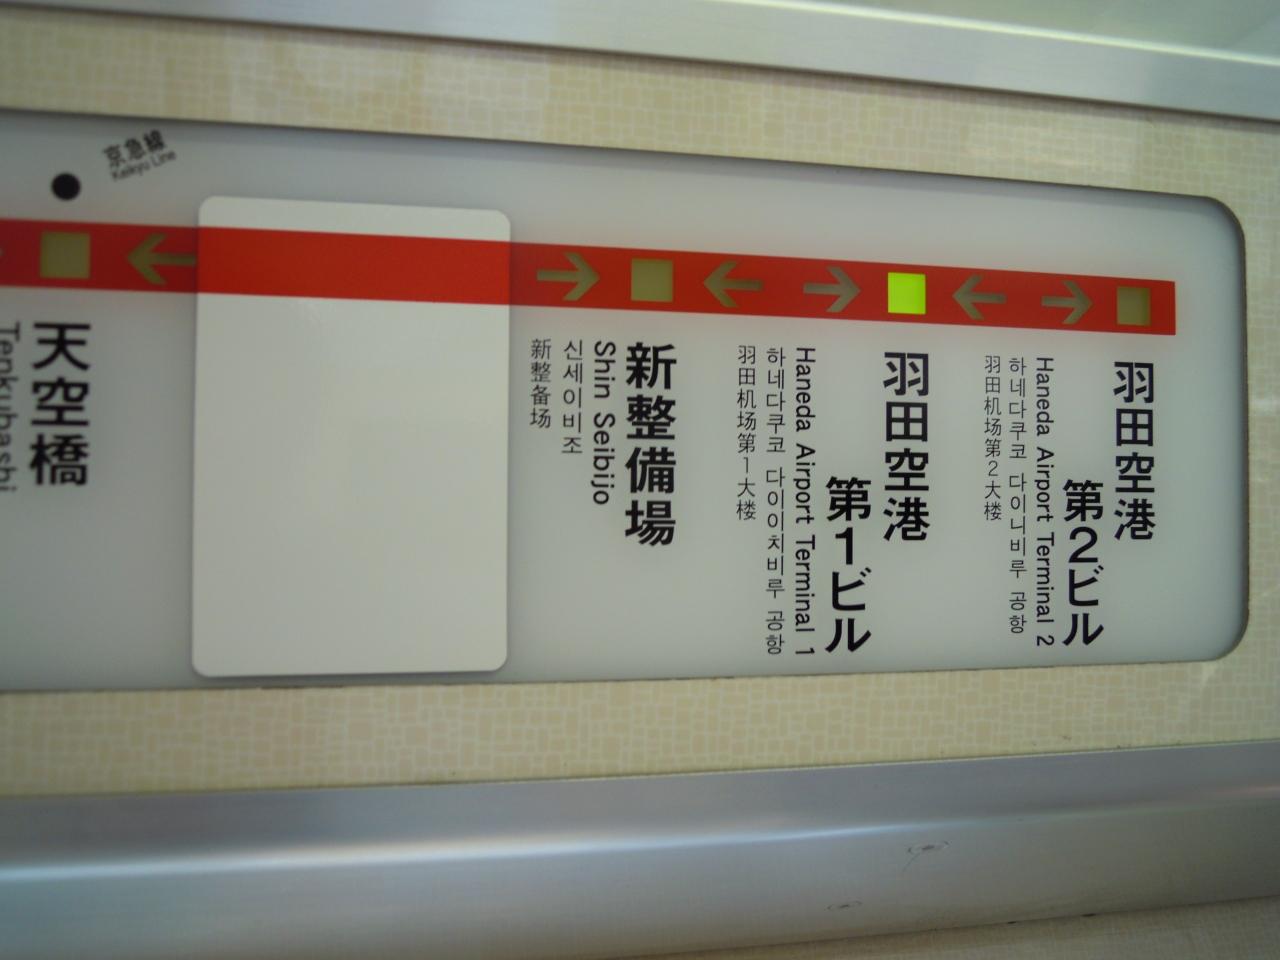 京急線
Keikyu Line
天空橋
Tenkubashi
新整備場
Shin Seibijo
신세이비조
新整备场
羽田空港
第1ビル
Haneda Airport Terminal 1
하네다쿠코 다이이치비루 공항
羽田机场第1大楼
羽田空港
第2ビル
Haneda Airport Terminal 2
하네다쿠코 다이니비루 공항
羽田机场第2大楼